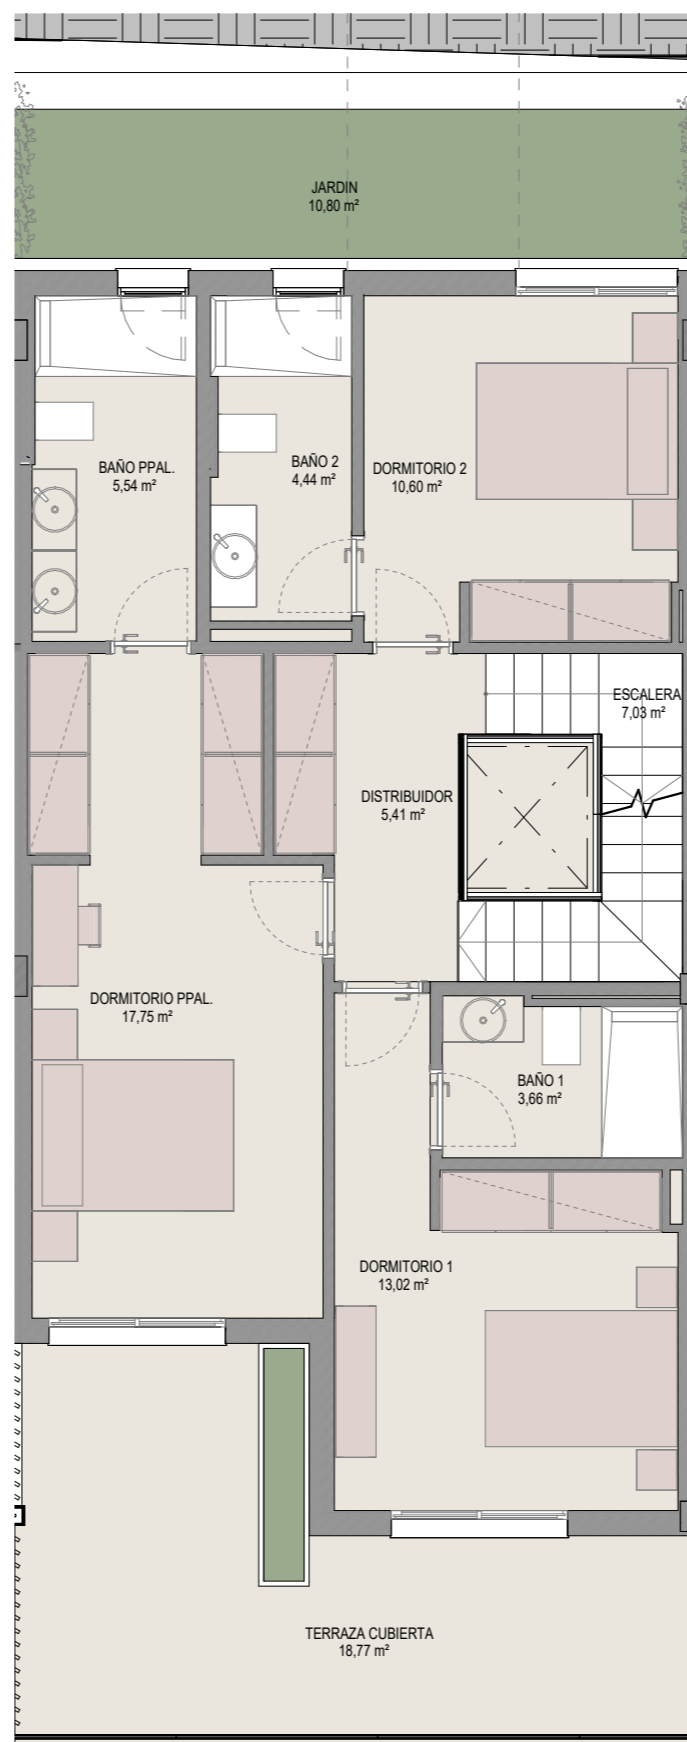 JARDIN
10,80 m²
BAÑO PPAL.
5,54 m²
BAÑO 2
4,44 m²
DORMITORIO 2
10,60 m²
ESCALERA
7,03 m²
DISTRIBUIDOR
5,41 m²
DORMITORIO PPAL.
17,75 m²
BAÑO 1
3,66 m²
DORMITORIO 1
13,02 m²
TERRAZA CUBIERTA
18,77 m²